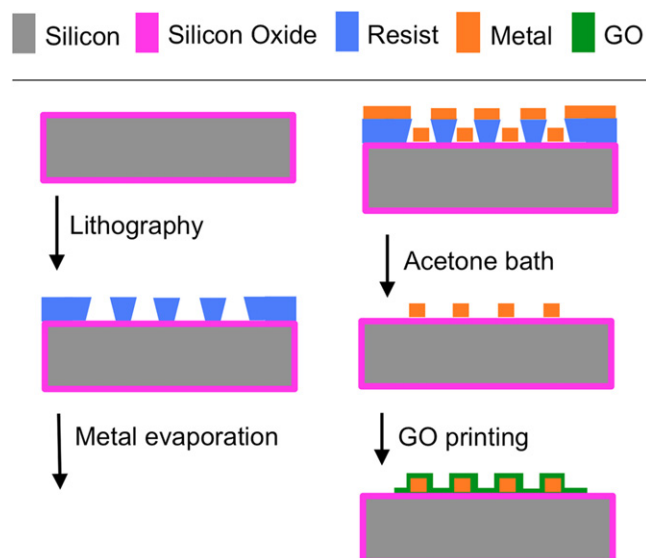 Silicon Silicon Oxide Resist Metal GO
Lithography
Metal evaporation
Acetone bath
GO printing